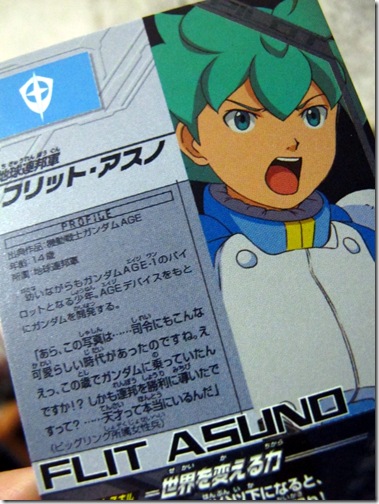 地球連邦軍
フリット・アスノ
PROFILE
出典作品:機動戦士ガンダムAGE
年齢:14歳
所属:地球連邦軍
幼いながらもガンダムAGE-1のパイ
ロットとなる少年。AGEデバイスをもと
にガンダムを開発する。
「あら、この写真は……司令にもこんな
可愛らしい時代があったのですね。え
えっ、この歳でガンダムに乗っていたん
ですか!? しかも連邦を勝利に導いたで
すって? ……天才って本当にいるんだ」
(ビッグリング所属女性兵)
FLIT ASUNO
世界を変える力
以下になると、